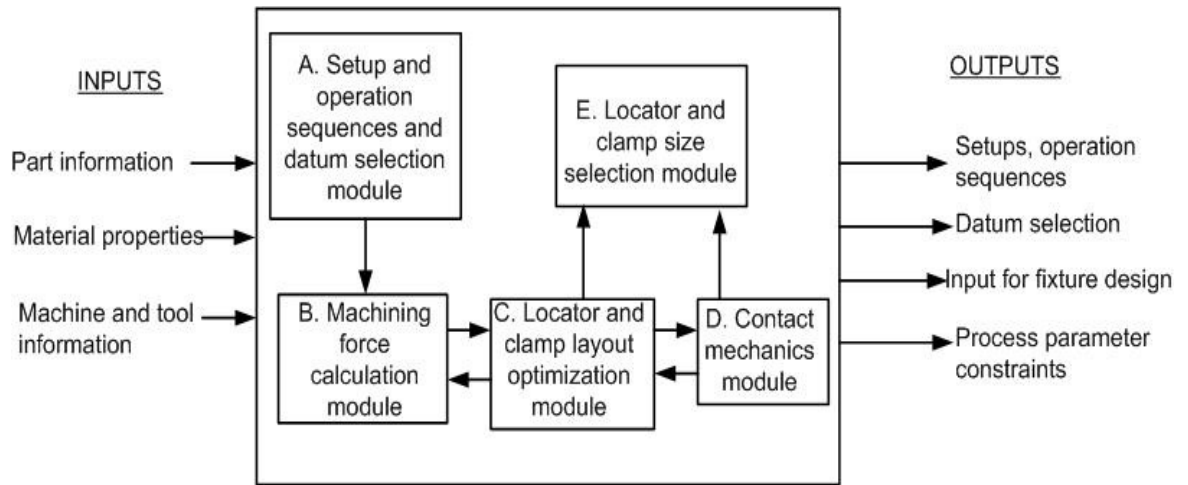 INPUTS
Part information
Material properties
Machine and tool
information
A. Setup and
operation
sequences and
datum selection
module
E. Locator and
clamp size
selection module
B. Machining
force
calculation
module
C. Locator and
clamp layout
optimization
module
D. Contact
mechanics
module
OUTPUTS
Setups, operation
sequences
Datum selection
Input for fixture design
Process parameter
constraints